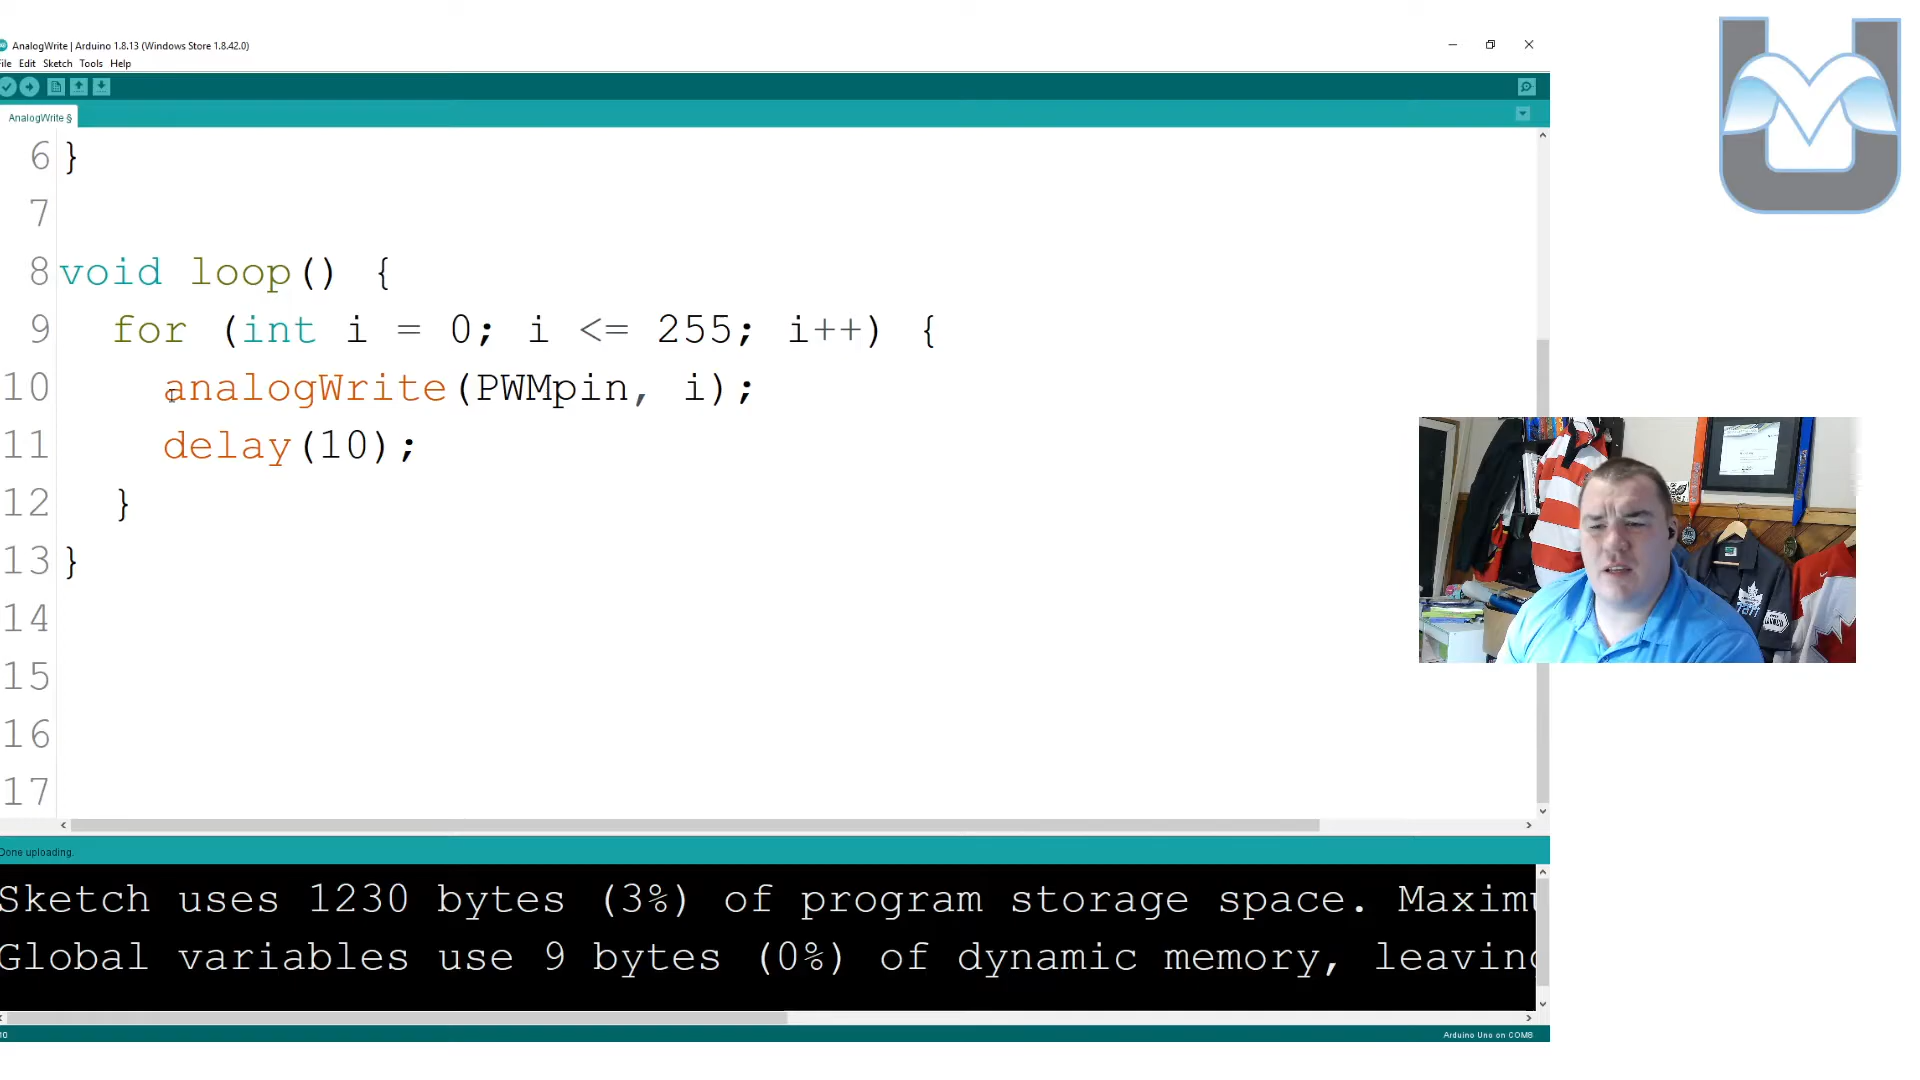 AnalogWrite | Arduino 1.8.13 (Windows Store 1.8.42.0)
File Edit Sketch Tools Help
AnalogWrite §
6 }
7
8 void loop() {
9 for (int i = 0; i <= 255; i++) {
10 analogWrite(PWMpin, i);
11 delay(10);
12 }
13 }
14
15
16
17
Done uploading.
Sketch uses 1230 bytes (3%) of program storage space. Maximu
Global variables use 9 bytes (0%) of dynamic memory, leaving
10
Arduino Uno on COM8